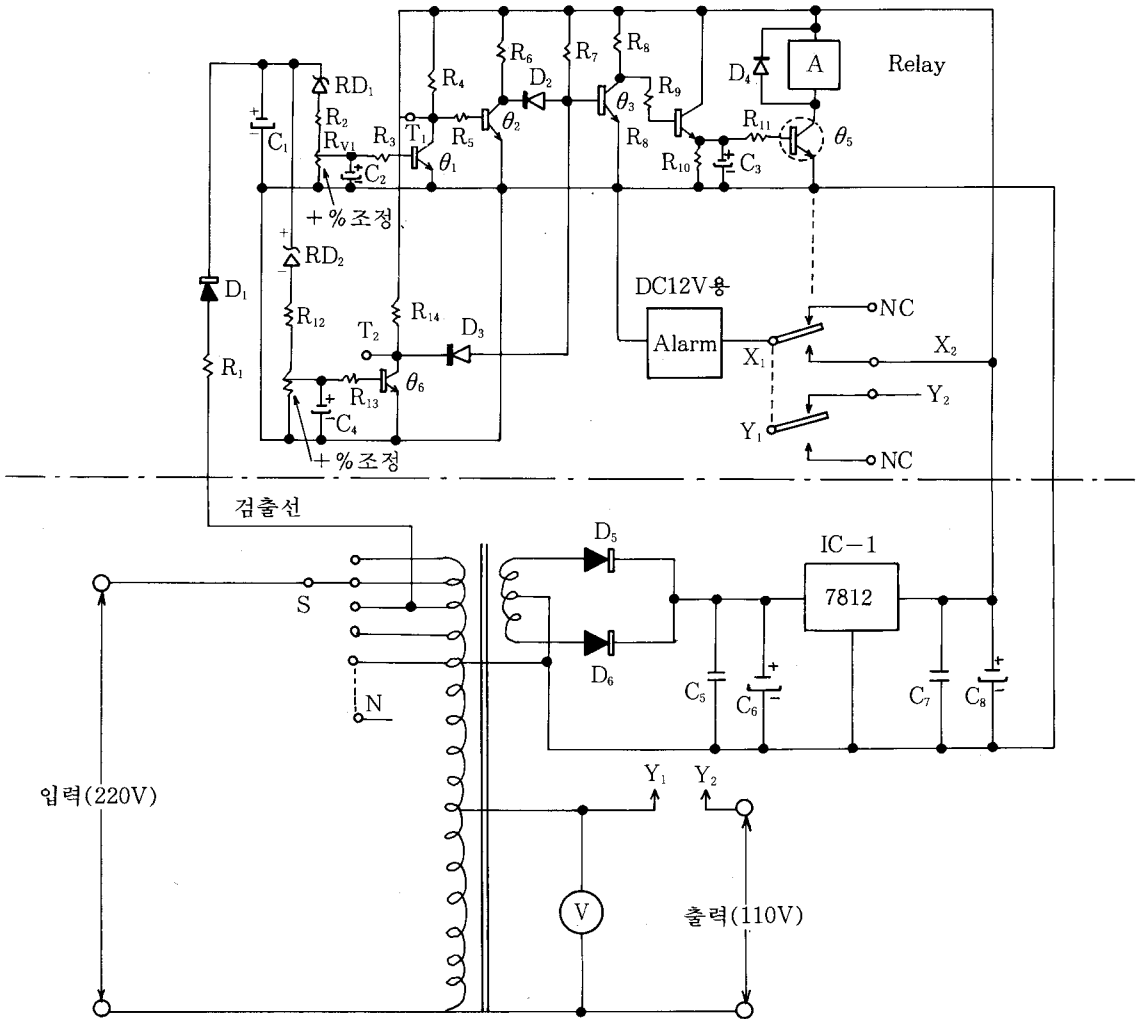 R4
R6
R7
R8
D2
R9
D4
A
Relay
RD1
R2
RV1
C1
T1
R3
R5
θ1
θ2
θ3
R8
R11
θ5
C2
R10
C3
+%조정
RD2
D1
R12
R14
T2
D3
R1
R13
θ6
C4
+%조정
DC12V용
Alarm
NC
X1
X2
Y1
Y2
NC
검출선
S
N
D5
D6
IC-1
7812
C5
C6
C7
C8
입력(220V)
Y1
Y2
V
출력(110V)